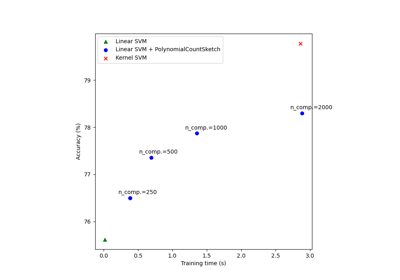 Linear SVM
Linear SVM + PolynomialCountSketch
Kernel SVM
79
78
77
76
Accuracy (%)
n_comp.=2000
n_comp.=1000
n_comp.=500
n_comp.=250
0.0 0.5 1.0 1.5 2.0 2.5 3.0
Training time (s)